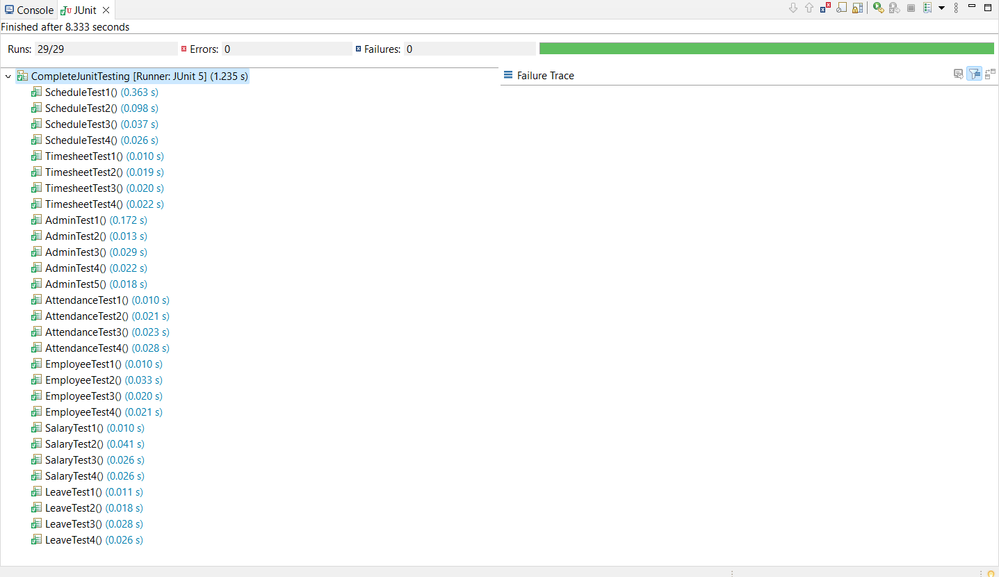 Console JUnit
Finished after 8.333 seconds
Runs: 29/29 Errors: 0 Failures: 0
CompleteJunitTesting [Runner: JUnit 5] (1.235 s)
Failure Trace
ScheduleTest1() (0.363 s)
ScheduleTest2() (0.098 s)
ScheduleTest3() (0.037 s)
ScheduleTest4() (0.026 s)
TimesheetTest1() (0.010 s)
TimesheetTest2() (0.019 s)
TimesheetTest3() (0.020 s)
TimesheetTest4() (0.022 s)
AdminTest1() (0.172 s)
AdminTest2() (0.013 s)
AdminTest3() (0.029 s)
AdminTest4() (0.022 s)
AdminTest5() (0.018 s)
AttendanceTest1() (0.010 s)
AttendanceTest2() (0.021 s)
AttendanceTest3() (0.023 s)
AttendanceTest4() (0.028 s)
EmployeeTest1() (0.010 s)
EmployeeTest2() (0.033 s)
EmployeeTest3() (0.020 s)
EmployeeTest4() (0.021 s)
SalaryTest1() (0.010 s)
SalaryTest2() (0.041 s)
SalaryTest3() (0.026 s)
SalaryTest4() (0.026 s)
LeaveTest1() (0.011 s)
LeaveTest2() (0.018 s)
LeaveTest3() (0.028 s)
LeaveTest4() (0.026 s)